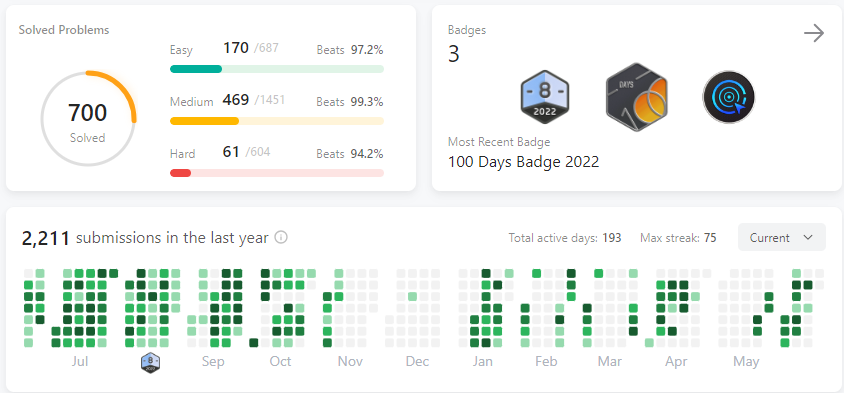 Solved Problems
700
Solved
Easy 170 /687 Beats 97.2%
Medium 469 /1451 Beats 99.3%
Hard 61 /604 Beats 94.2%
Badges
3
-8-
2022
DAYS
Most Recent Badge
100 Days Badge 2022
2,211 submissions in the last year
Total active days: 193 Max streak: 75 Current
Jul Sep Oct Nov Dec Jan Feb Mar Apr May
8
2022